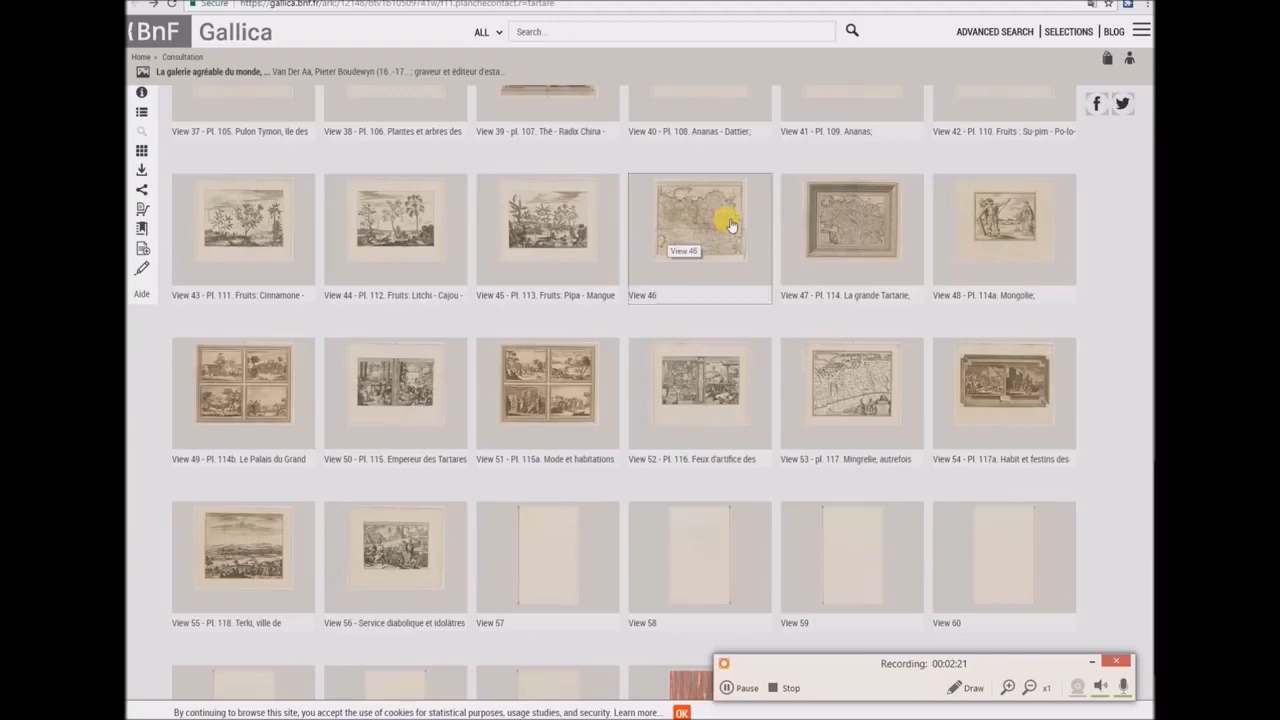 Secure
https://gallica.bnf.fr/ark:/12148/btv1b10509741w/f11.planchecontact.r=tartare
BnF Gallica
ALL
Search...
ADVANCED SEARCH
SELECTIONS
BLOG
Home » Consultation
La galerie agréable du monde, ... Van Der Aa, Pieter Boudewyn (16..-17...; graveur et éditeur d'esta...
View 37 - Pl. 105. Pulon Tymon, Ile des
View 38 - Pl. 106. Plantes et arbres des
View 39 - pl. 107. Thé - Radix China -
View 40 - Pl. 108. Ananas - Dattier;
View 41 - Pl. 109. Ananas;
View 42 - Pl. 110. Fruits : Su-pim - Po-lo-
View 46
View 43 - Pl. 111. Fruits: Cinnamone -
View 44 - Pl. 112. Fruits: Litchi - Cajou -
View 45 - Pl. 113. Fruits: Pipa - Mangue
View 46
View 47 - Pl. 114. La grande Tartarie,
View 48 - Pl. 114a. Mongolie;
Aide
View 49 - Pl. 114b. Le Palais du Grand
View 50 - Pl. 115. Empereur des Tartares
View 51 - Pl. 115a. Mode et habitations
View 52 - Pl. 116. Feux d'artifice des
View 53 - pl. 117. Mingrelie, autrefois
View 54 - Pl. 117a. Habit et festins des
View 55 - Pl. 118. Terki, ville de
View 56 - Service diabolique et idolâtres
View 57
View 58
View 59
View 60
Recording: 00:02:21
Pause
Stop
Draw
x1
By continuing to browse this site, you accept the use of cookies for statistical purposes, usage studies, and security. Learn more...
OK